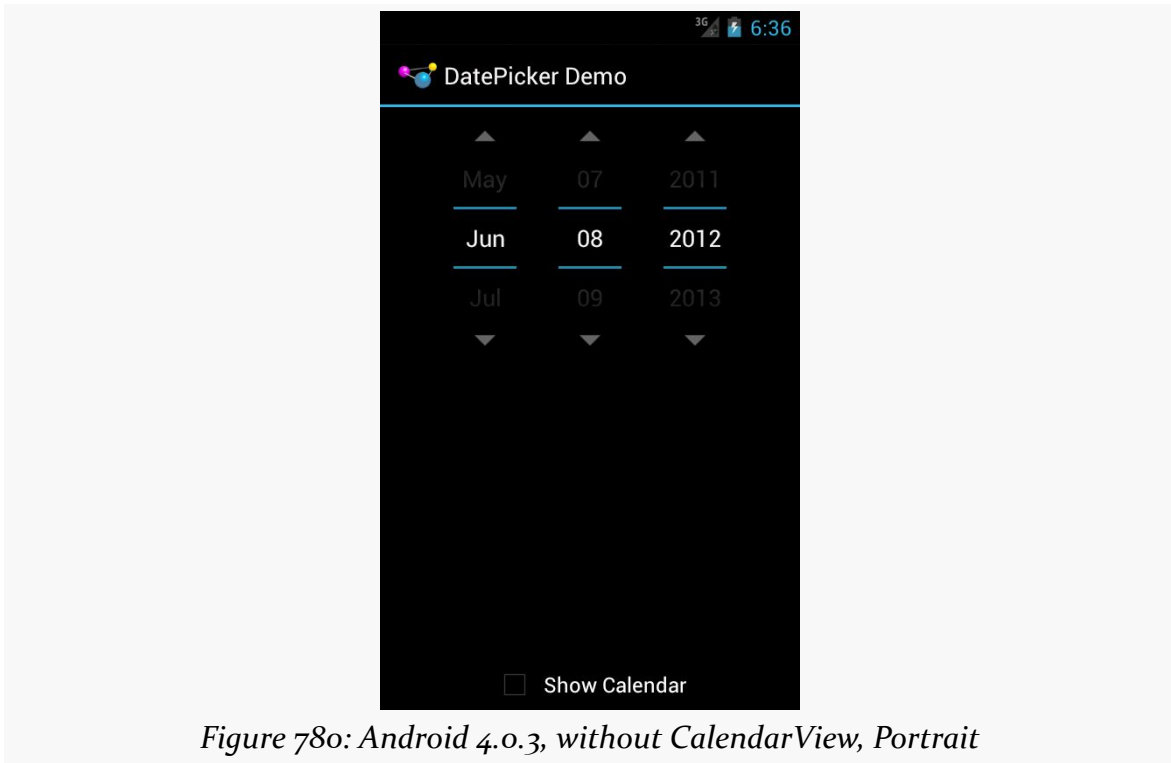 3G 6:36
DatePicker Demo
May 07 2011
Jun 08 2012
Jul 09 2013
Show Calendar
Figure 780: Android 4.0.3, without CalendarView, Portrait